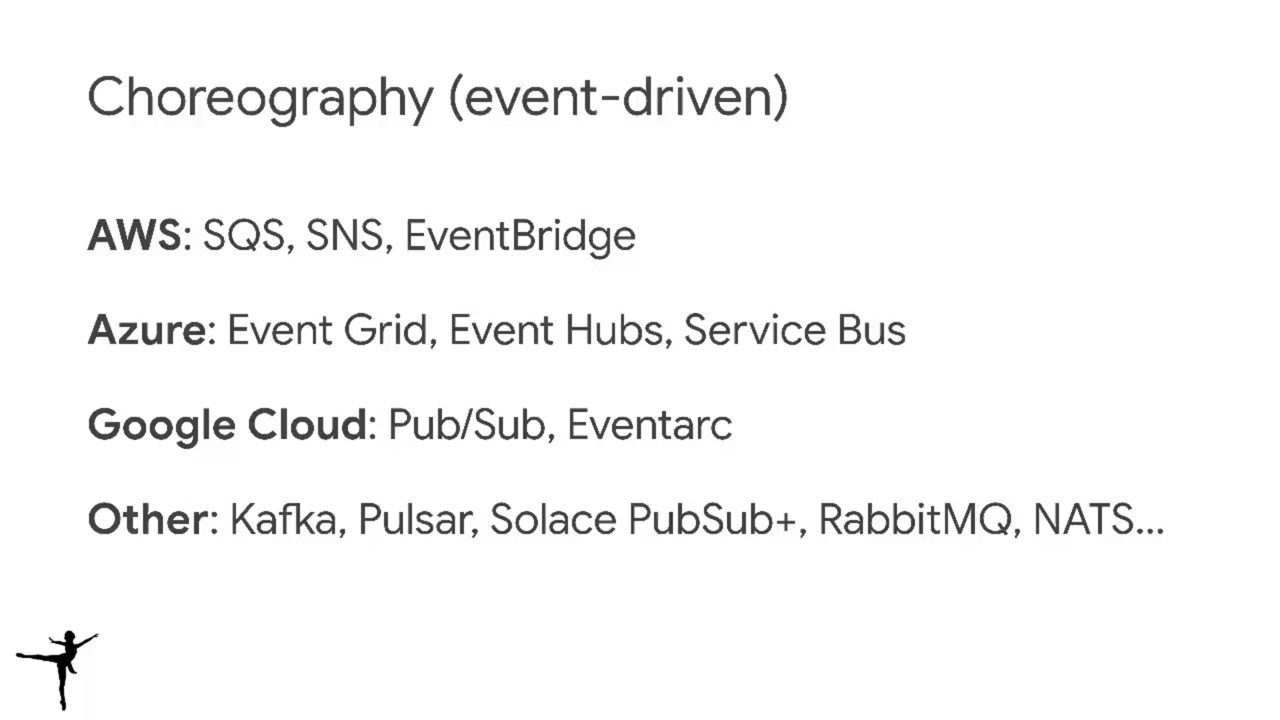 Choreography (event-driven)
AWS: SQS, SNS, EventBridge
Azure: Event Grid, Event Hubs, Service Bus
Google Cloud: Pub/Sub, Eventarc
Other: Kafka, Pulsar, Solace PubSub+, RabbitMQ, NATS...